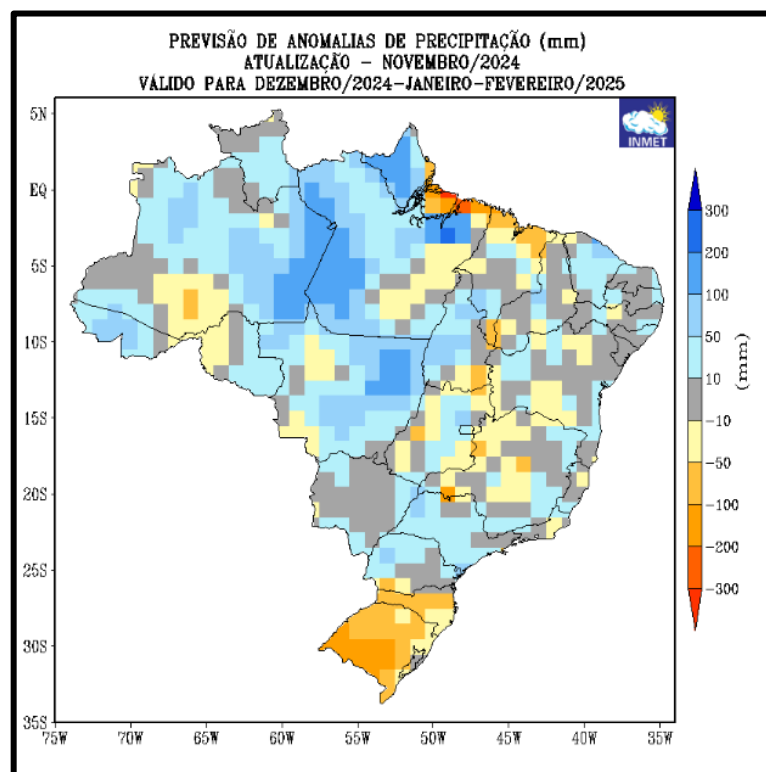 PREVISÃO DE ANOMALIAS DE PRECIPITAÇÃO (mm)
ATUALIZAÇÃO - NOVEMBRO/2024
VÁLIDO PARA DEZEMBRO/2024-JANEIRO-FEVEREIRO/2025
INMET
5N
EQ
5S
10S
15S
20S
25S
30S
35S
75W 70W 65W 60W 55W 50W 45W 40W 35W
300
200
100
50
10
-10
-50
-100
-200
-300
(mm)